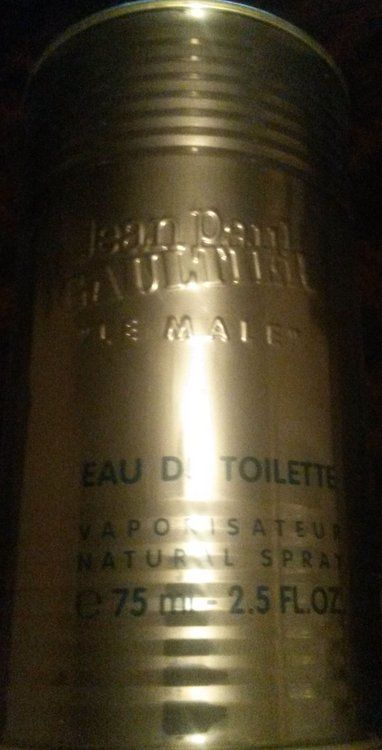 Jean Paul
GAULTIER
"LE MALE"
EAU DE TOILETTE
VAPORISATEUR
NATURAL SPRAY
℮ 75 ml - 2.5 FL.OZ.